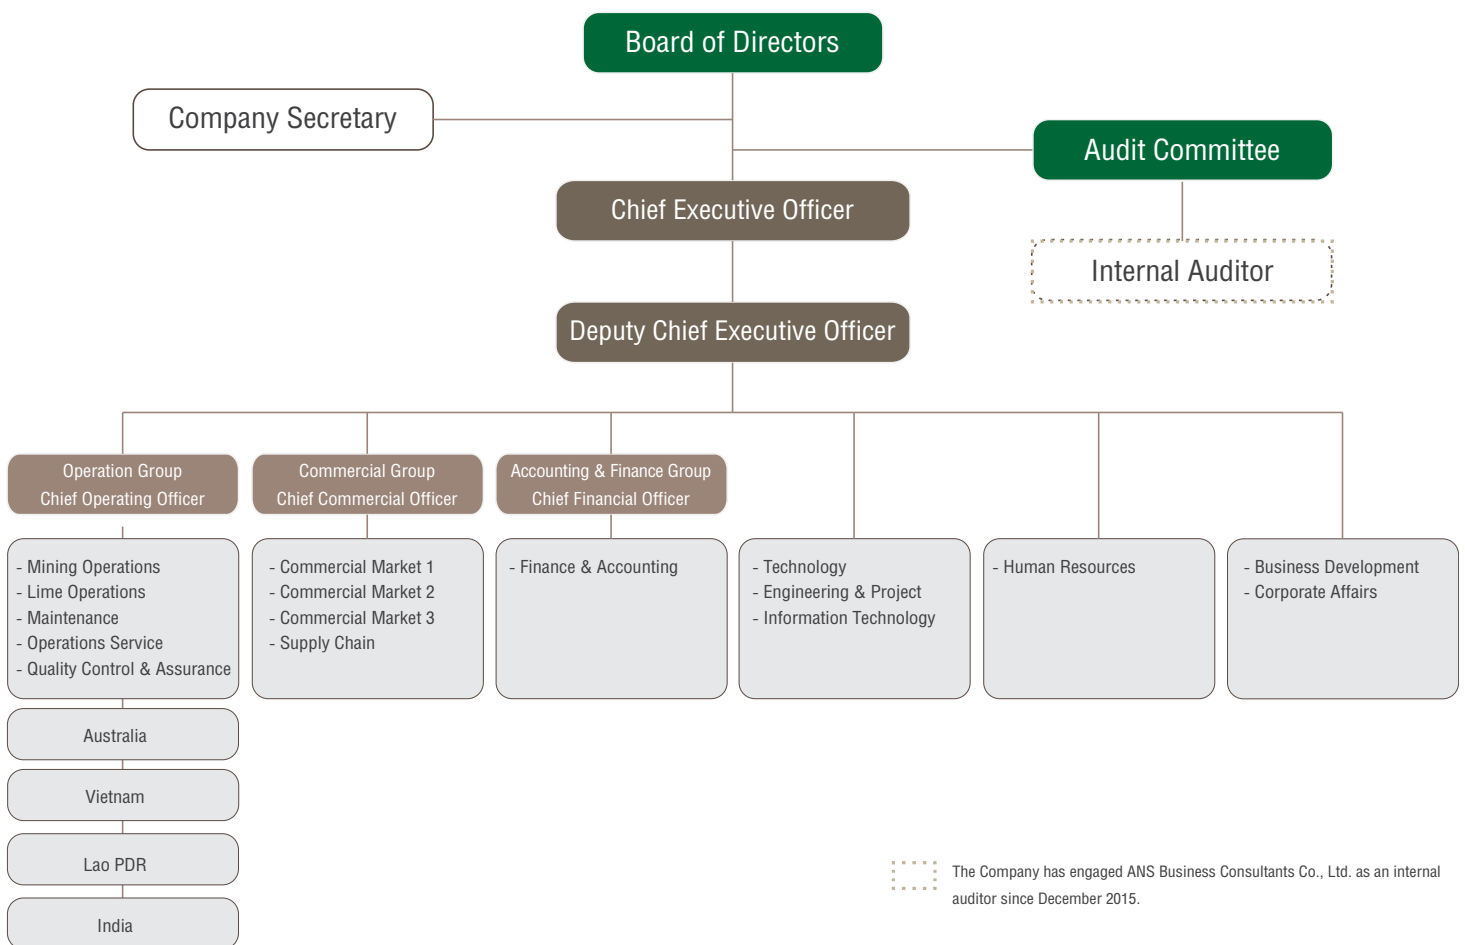 Board of Directors
Company Secretary
Audit Committee
Chief Executive Officer
Internal Auditor
Deputy Chief Executive Officer
Operation Group
Chief Operating Officer
Commercial Group
Chief Commercial Officer
Accounting & Finance Group
Chief Financial Officer
- Mining Operations
- Lime Operations
- Maintenance
- Operations Service
- Quality Control & Assurance
- Commercial Market 1
- Commercial Market 2
- Commercial Market 3
- Supply Chain
- Finance & Accounting
- Technology
- Engineering & Project
- Information Technology
- Human Resources
- Business Development
- Corporate Affairs
Australia
Vietnam
Lao PDR
India
The Company has engaged ANS Business Consultants Co., Ltd. as an internal
auditor since December 2015.